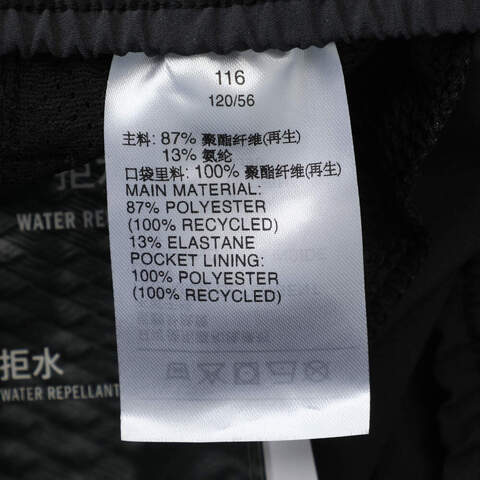 116
120/56
主料: 87% 聚酯纤维(再生)
13% 氨纶
口袋里料: 100% 聚酯纤维(再生)
MAIN MATERIAL:
87% POLYESTER
(100% RECYCLED)
13% ELASTANE
POCKET LINING:
100% POLYESTER
(100% RECYCLED)
拒水
WATER REPELLANT
拒水
WATER REPELLANT